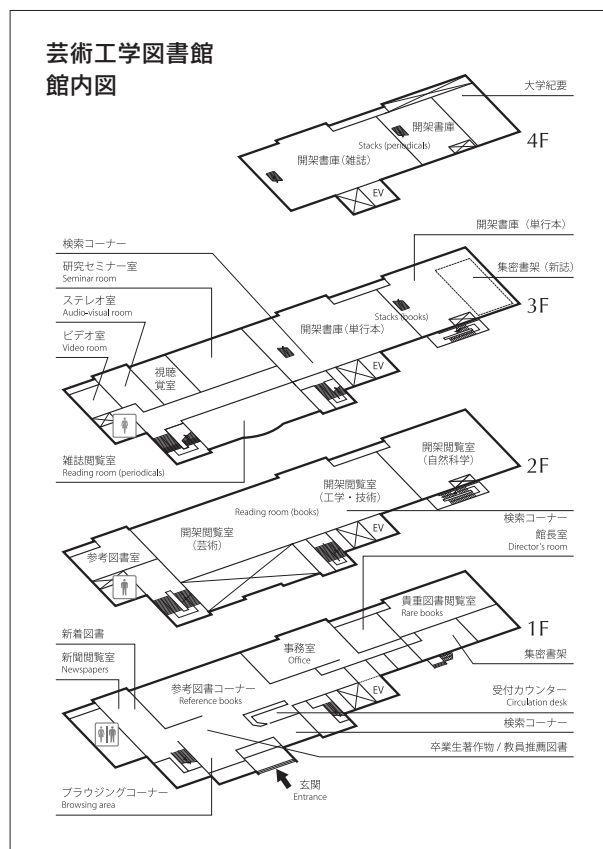 芸術工学図書館
館内図
大学紀要
開架書庫
Stacks (periodicals)
開架書庫(雑誌)
4F
EV
開架書庫(単行本)
検索コーナー
研究セミナー室
Seminar room
集密書架(新誌)
ステレオ室
Audio-visual room
3F
Stacks (books)
開架書庫(単行本)
ビデオ室
Video room
視聴
覚室
EV
雑誌閲覧室
Reading room (periodicals)
開架閲覧室
(自然科学)
2F
開架閲覧室
(工学・技術)
Reading room (books)
検索コーナー
開架閲覧室
(芸術)
EV
館長室
Director's room
参考図書室
貴重図書閲覧室
Rare books
1F
新着図書
事務室
Office
集密書架
新聞閲覧室
Newspapers
参考図書コーナー
Reference books
EV
受付カウンター
Circulation desk
検索コーナー
卒業生著作物 / 教員推薦図書
玄関
Entrance
ブラウジングコーナー
Browsing area